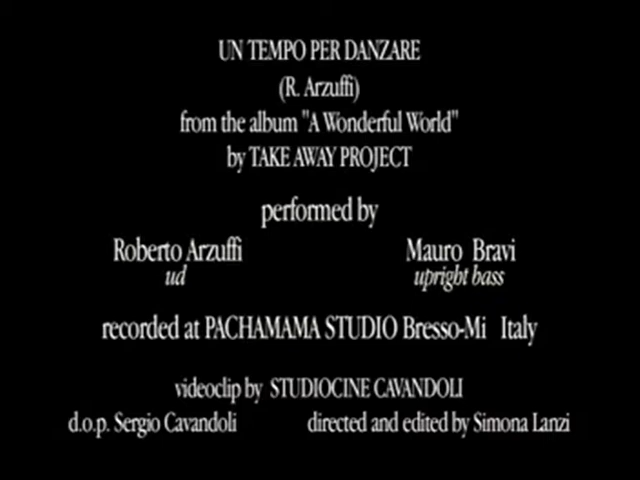 UN TEMPO PER DANZARE
(R. Arzuffi)
from the album "A Wonderful World"
by TAKE AWAY PROJECT
performed by
Roberto Arzuffi Mauro Bravi
ud upright bass
recorded at PACHAMAMA STUDIO Bresso-Mi Italy
videoclip by STUDIOCINE CAVANDOLI
d.o.p. Sergio Cavandoli directed and edited by Simona Lanzi